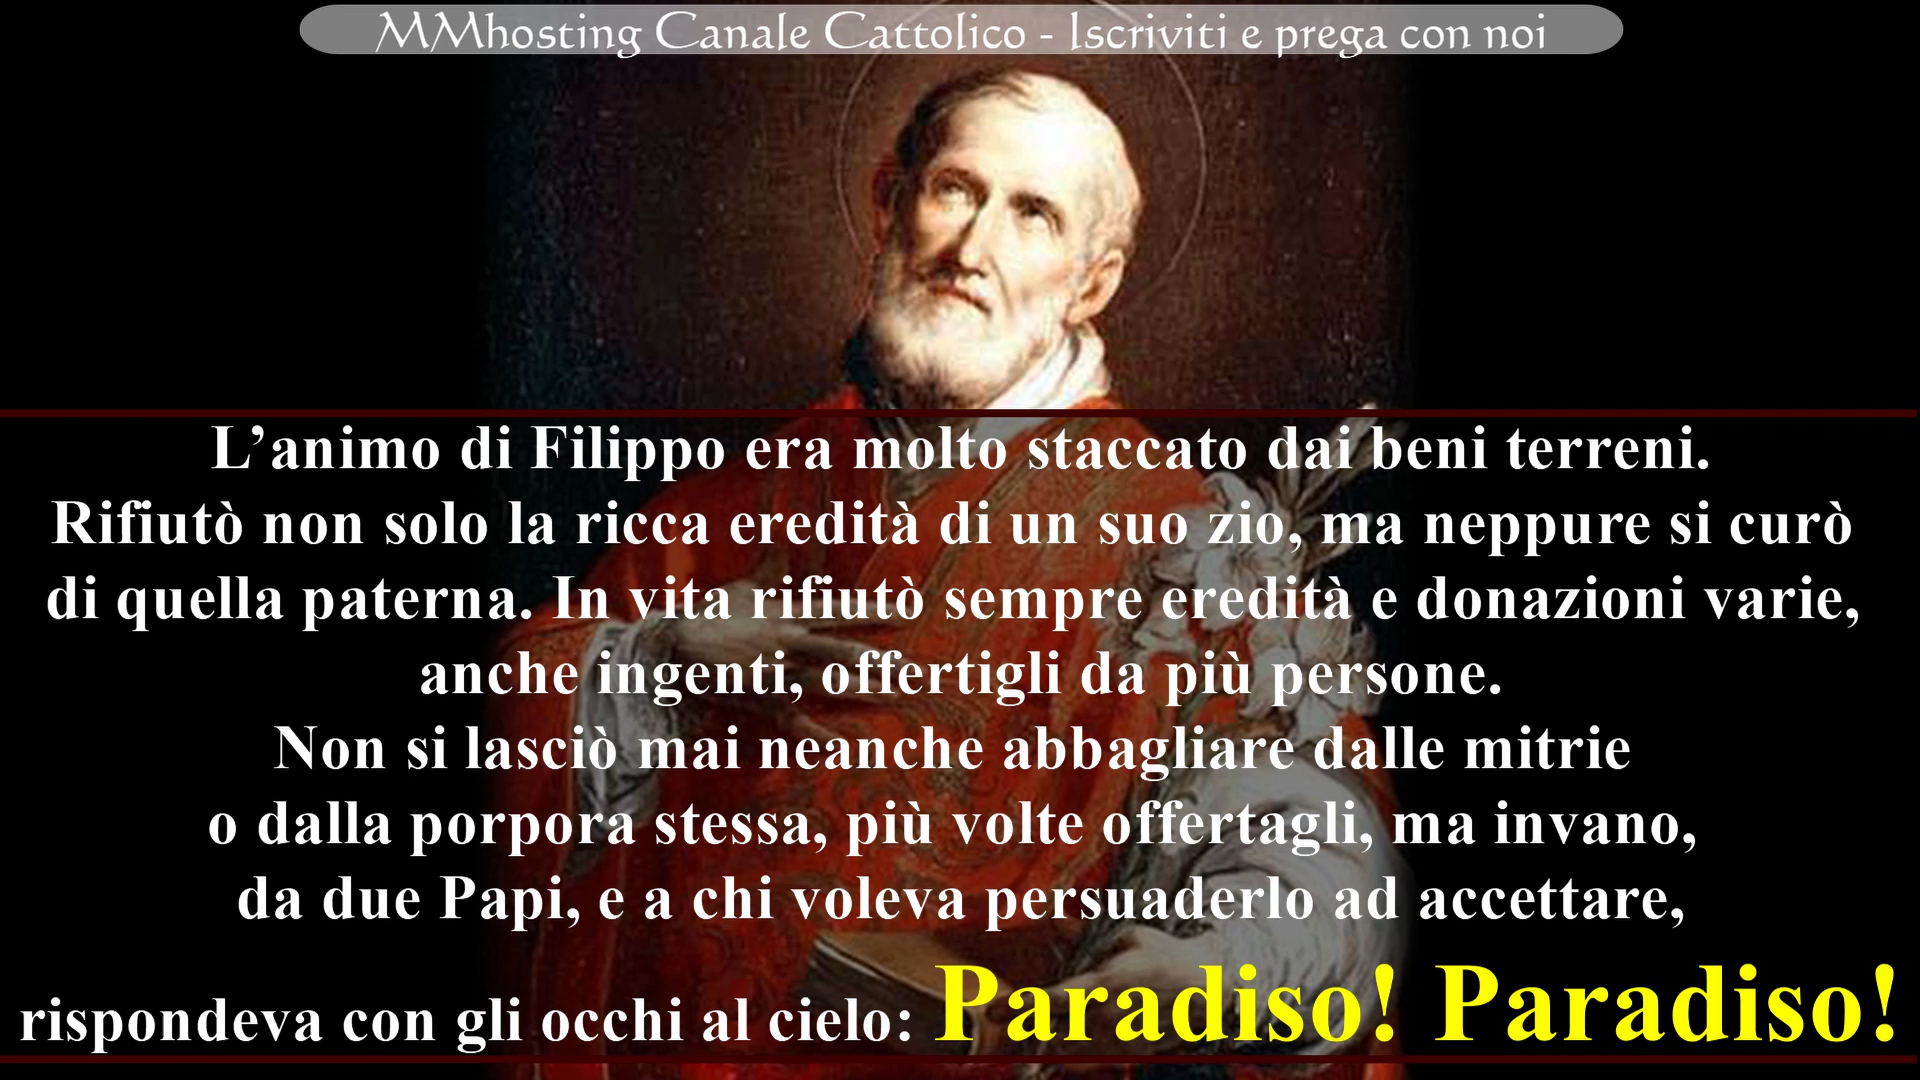 MMhosting Canale Cattolico - Iscriviti e prega con noi
L’animo di Filippo era molto staccato dai beni terreni.
Rifiutò non solo la ricca eredità di un suo zio, ma neppure si curò
di quella paterna. In vita rifiutò sempre eredità e donazioni varie,
anche ingenti, offertigli da più persone.
Non si lasciò mai neanche abbagliare dalle mitrie
o dalla porpora stessa, più volte offertagli, ma invano,
da due Papi, e a chi voleva persuaderlo ad accettare,
rispondeva con gli occhi al cielo: Paradiso! Paradiso!